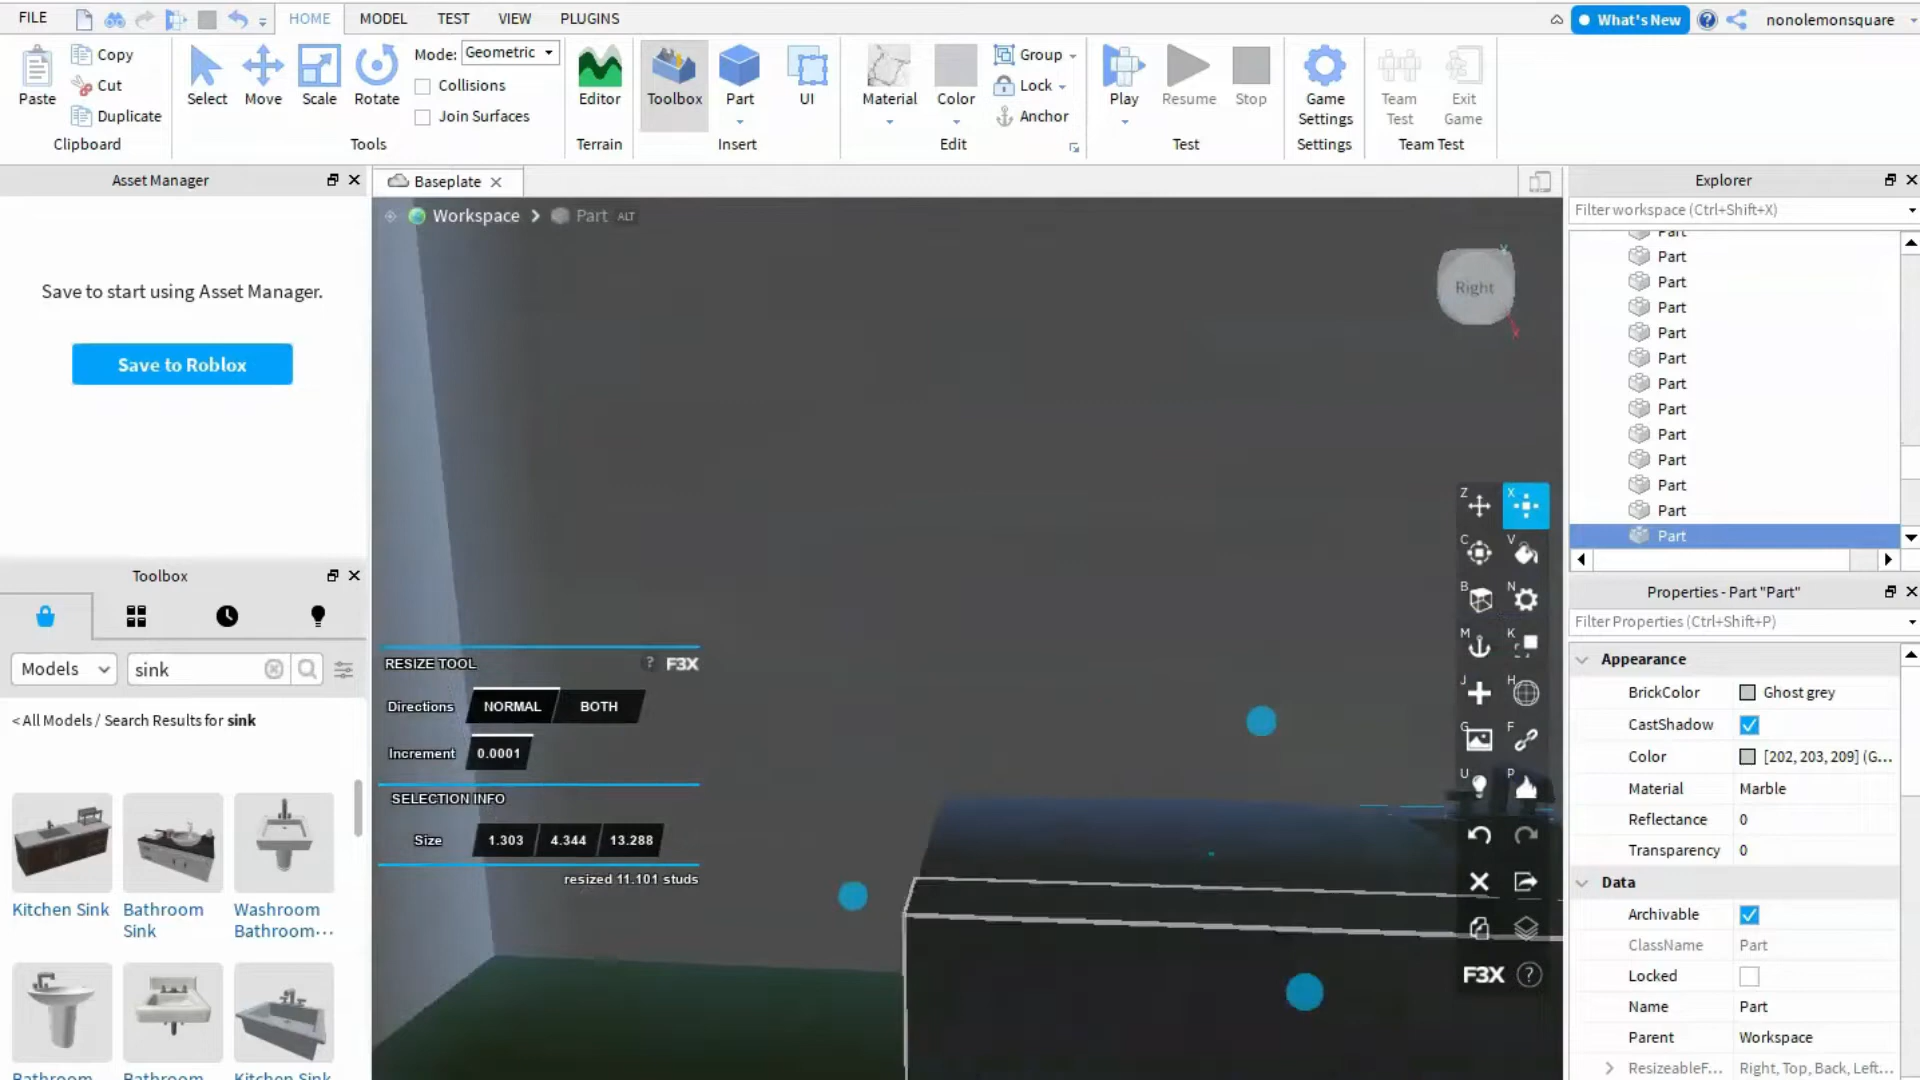 FILE HOME MODEL TEST VIEW PLUGINS What's New nonolemonsquare
Paste Copy Cut Duplicate Clipboard
Select Move Scale Rotate Mode: Geometric Collisions Join Surfaces Tools
Editor Terrain
Toolbox Part UI Insert
Material Color Group Lock Anchor Edit
Play Resume Stop Test
Game Settings Settings
Team Test Exit Game Team Test
Asset Manager
Save to start using Asset Manager.
Save to Roblox
Toolbox
Models sink
< All Models / Search Results for sink
Kitchen Sink Bathroom Sink Washroom Bathroom···
Bathroom Bathroom Kitchen Sink
Baseplate
Workspace > Part ALT
Right
Y
X
RESIZE TOOL ? F3X
Directions NORMAL BOTH
Increment 0.0001
SELECTION INFO
Size 1.303 4.344 13.288
resized 11.101 studs
Z X
C V
B N
M K
J H
G F
U P
F3X ?
Explorer
Filter workspace (Ctrl+Shift+X)
Part
Part
Part
Part
Part
Part
Part
Part
Part
Part
Part
Part
Part
Properties - Part "Part"
Filter Properties (Ctrl+Shift+P)
Appearance
BrickColor Ghost grey
CastShadow
Color [202, 203, 209] (G...
Material Marble
Reflectance 0
Transparency 0
Data
Archivable
ClassName Part
Locked
Name Part
Parent Workspace
ResizeableF... Right, Top, Back, Left...